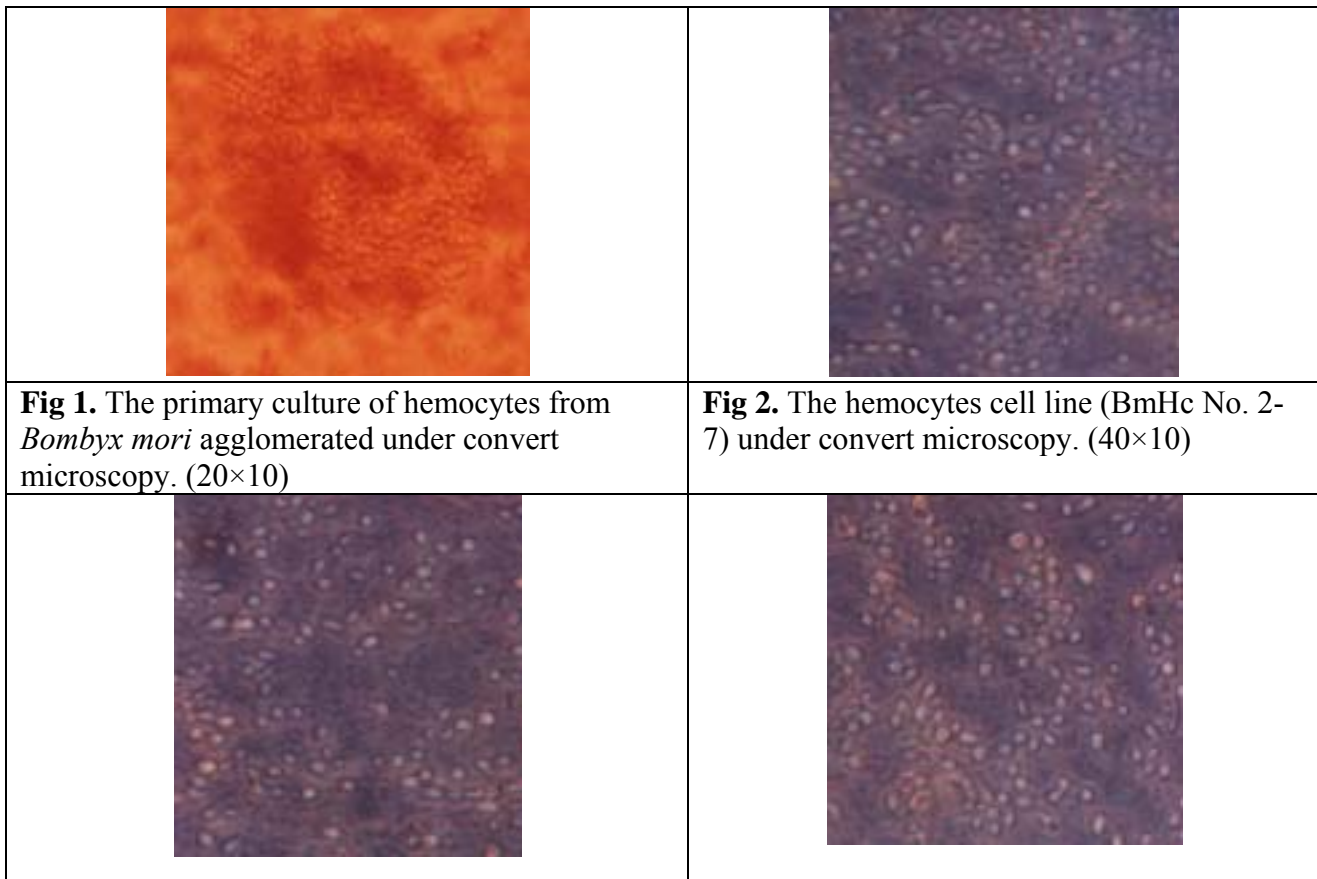 Fig 1. The primary culture of hemocytes from
Bombyx mori agglomerated under convert
microscopy. (20×10)
Fig 2. The hemocytes cell line (BmHc No. 2-
7) under convert microscopy. (40×10)